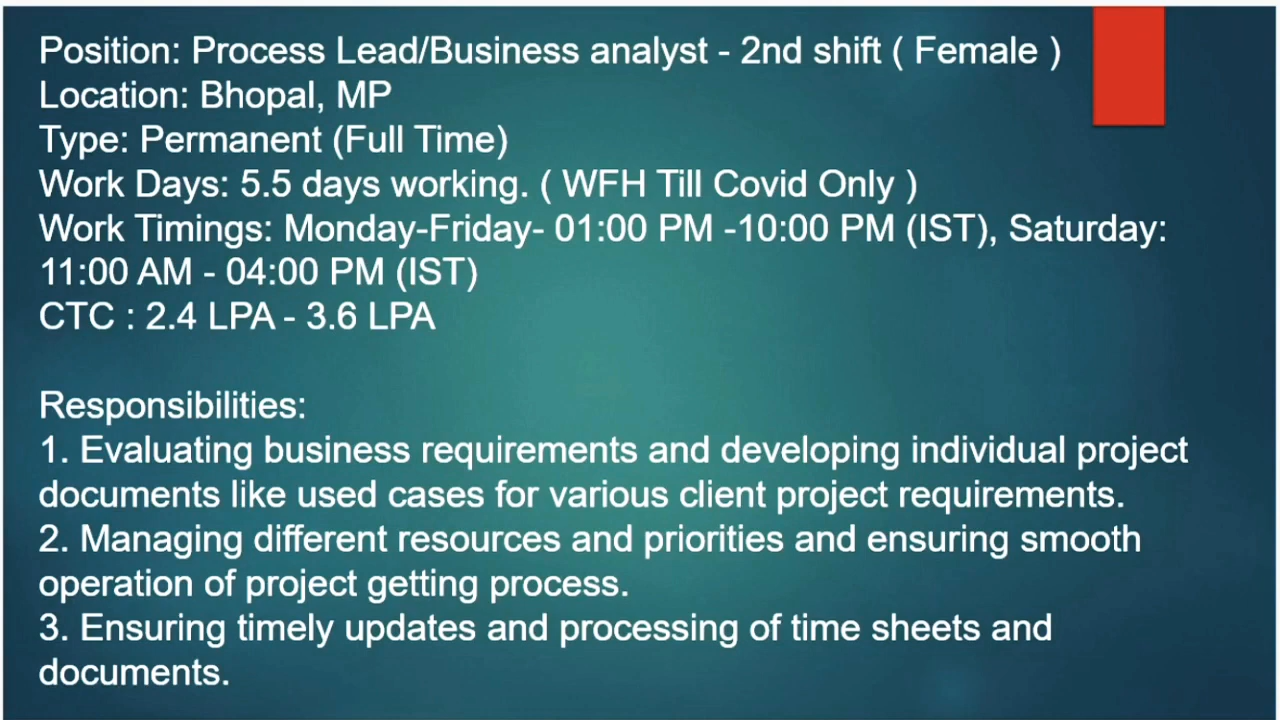 Position: Process Lead/Business analyst - 2nd shift ( Female )
Location: Bhopal, MP
Type: Permanent (Full Time)
Work Days: 5.5 days working. ( WFH Till Covid Only )
Work Timings: Monday-Friday- 01:00 PM -10:00 PM (IST), Saturday:
11:00 AM - 04:00 PM (IST)
CTC : 2.4 LPA - 3.6 LPA
Responsibilities:
1. Evaluating business requirements and developing individual project
documents like used cases for various client project requirements.
2. Managing different resources and priorities and ensuring smooth
operation of project getting process.
3. Ensuring timely updates and processing of time sheets and
documents.